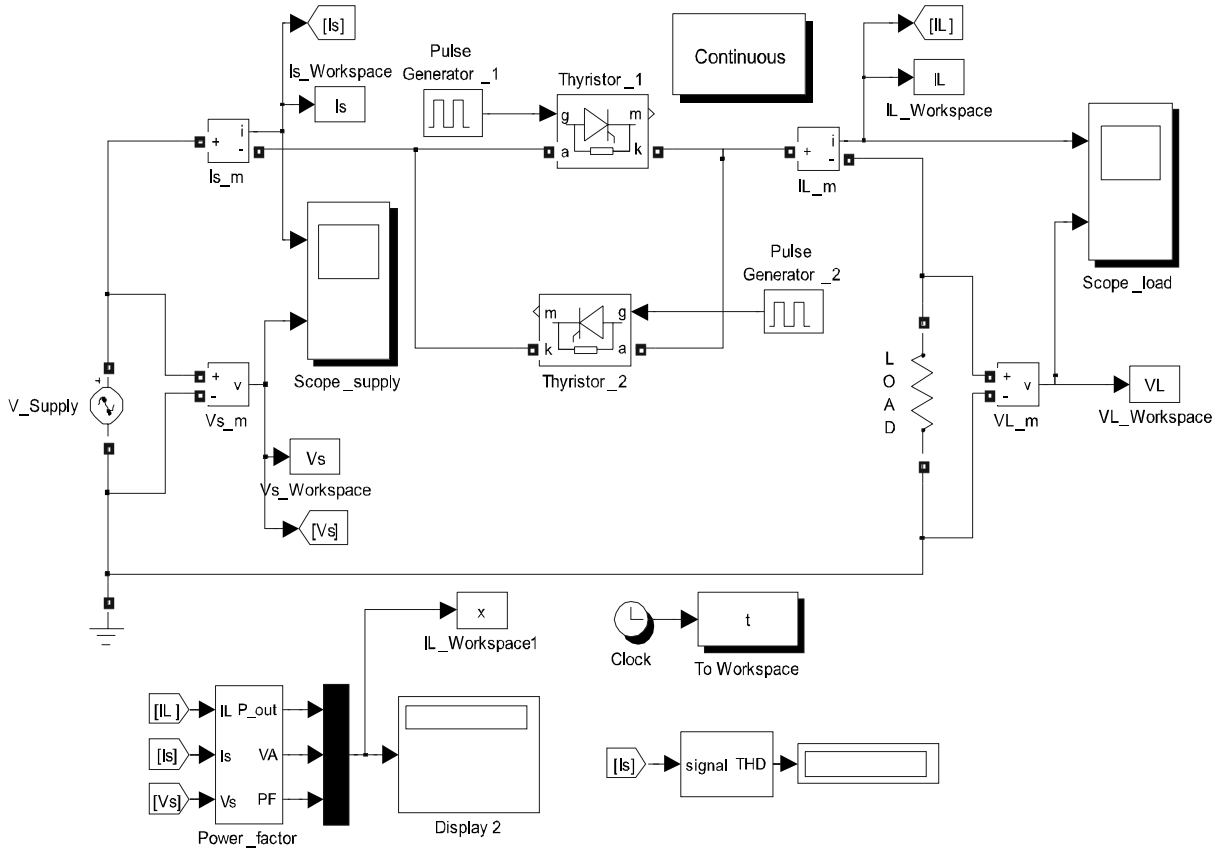 [Is]
[IL]
Is_Workspace
Is
Pulse
Generator _1
Thyristor_1
g
m
a
k
Continuous
IL
IL_Workspace
+
i
-
Is_m
+
i
-
IL_m
Scope _load
Pulse
Generator _2
m
g
k
a
Thyristor_2
Scope _supply
+
V_Supply
+
v
-
Vs_m
L
O
A
D
+
v
-
VL_m
VL
VL_Workspace
Vs
Vs_Workspace
[Vs]
x
IL_Workspace1
Clock
t
To Workspace
[IL]
IL P_out
[Is]
Is VA
[Vs]
Vs PF
Power _factor
Display 2
[Is]
signal THD